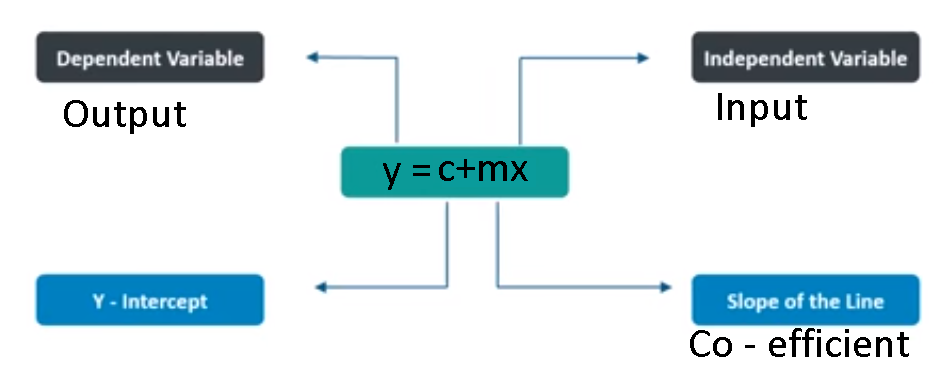 Dependent Variable
Independent Variable
Output
Input
y = c+mx
Y - Intercept
Slope of the Line
Co - efficient